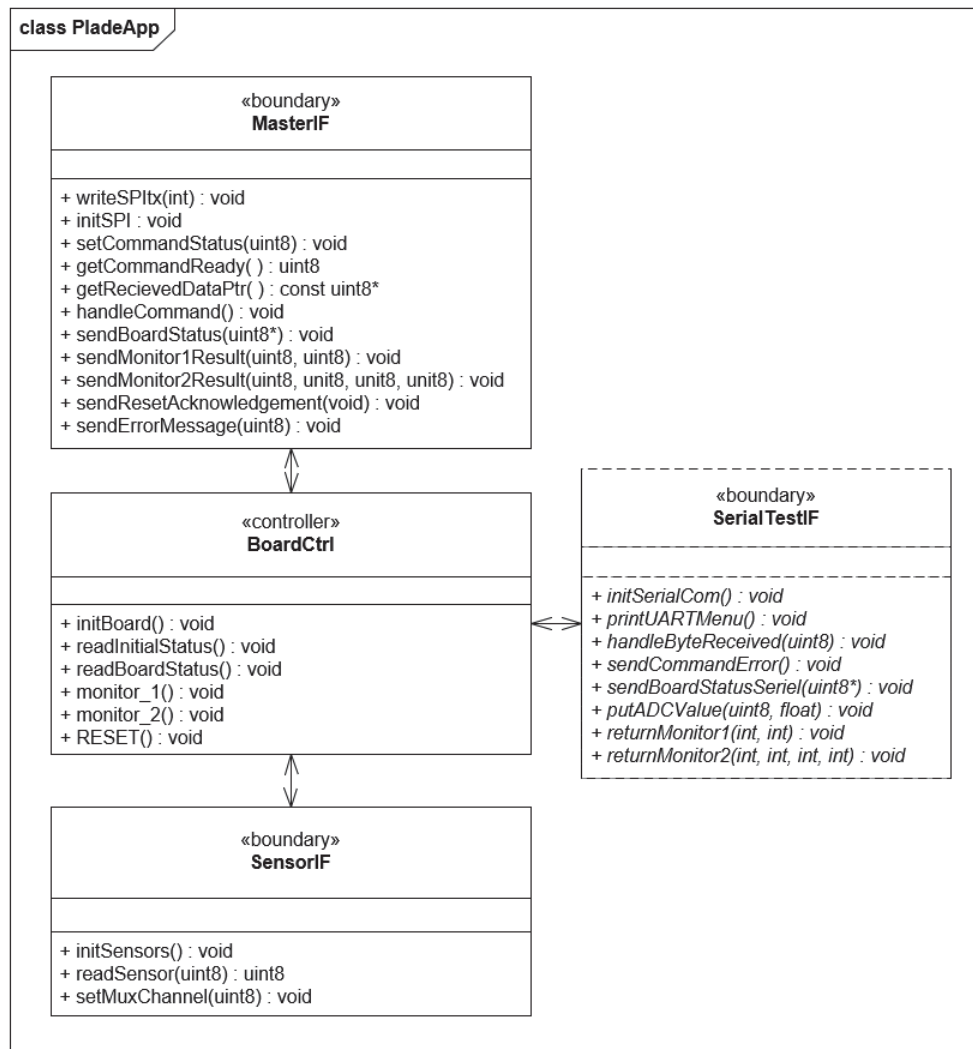 class PladeApp
«boundary»
MasterIF
+ writeSPItx(int) : void
+ initSPI : void
+ setCommandStatus(uint8) : void
+ getCommandReady( ) : uint8
+ getRecievedDataPtr( ) : const uint8*
+ handleCommand() : void
+ sendBoardStatus(uint8*) : void
+ sendMonitor1Result(uint8, uint8) : void
+ sendMonitor2Result(uint8, unit8, unit8, unit8) : void
+ sendResetAcknowledgement(void) : void
+ sendErrorMessage(uint8) : void
«controller»
BoardCtrl
+ initBoard() : void
+ readInitialStatus() : void
+ readBoardStatus() : void
+ monitor_1() : void
+ monitor_2() : void
+ RESET() : void
«boundary»
SerialTestIF
+ initSerialCom() : void
+ printUARTMenu() : void
+ handleByteReceived(uint8) : void
+ sendCommandError() : void
+ sendBoardStatusSeriel(uint8*) : void
+ putADCValue(uint8, float) : void
+ returnMonitor1(int, int) : void
+ returnMonitor2(int, int, int, int) : void
«boundary»
SensorIF
+ initSensors() : void
+ readSensor(uint8) : uint8
+ setMuxChannel(uint8) : void